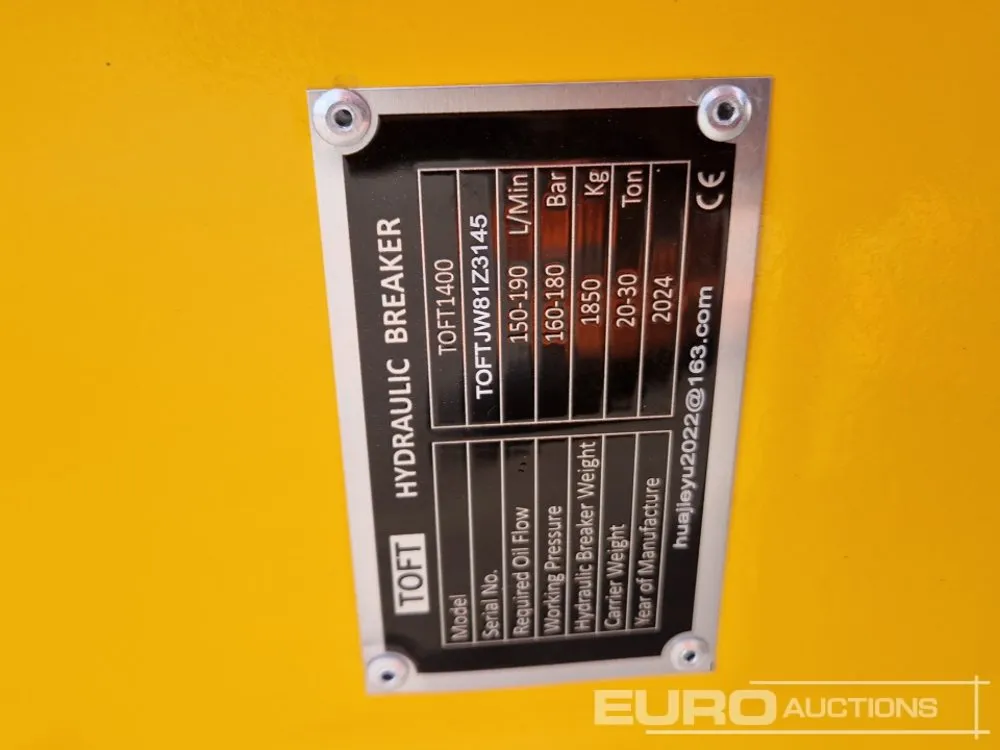 TOFT HYDRAULIC BREAKER
Model TOFT1400
Serial No. TOFTJW81Z3145
Required Oil Flow 150-190 L/Min
Working Pressure 160-180 Bar
Hydraulic Breaker Weight 1850 Kg
Carrier Weight 20-30 Ton
Year of Manufacture 2024
huajieyu2022@163.com CE
EURO AUCTIONS